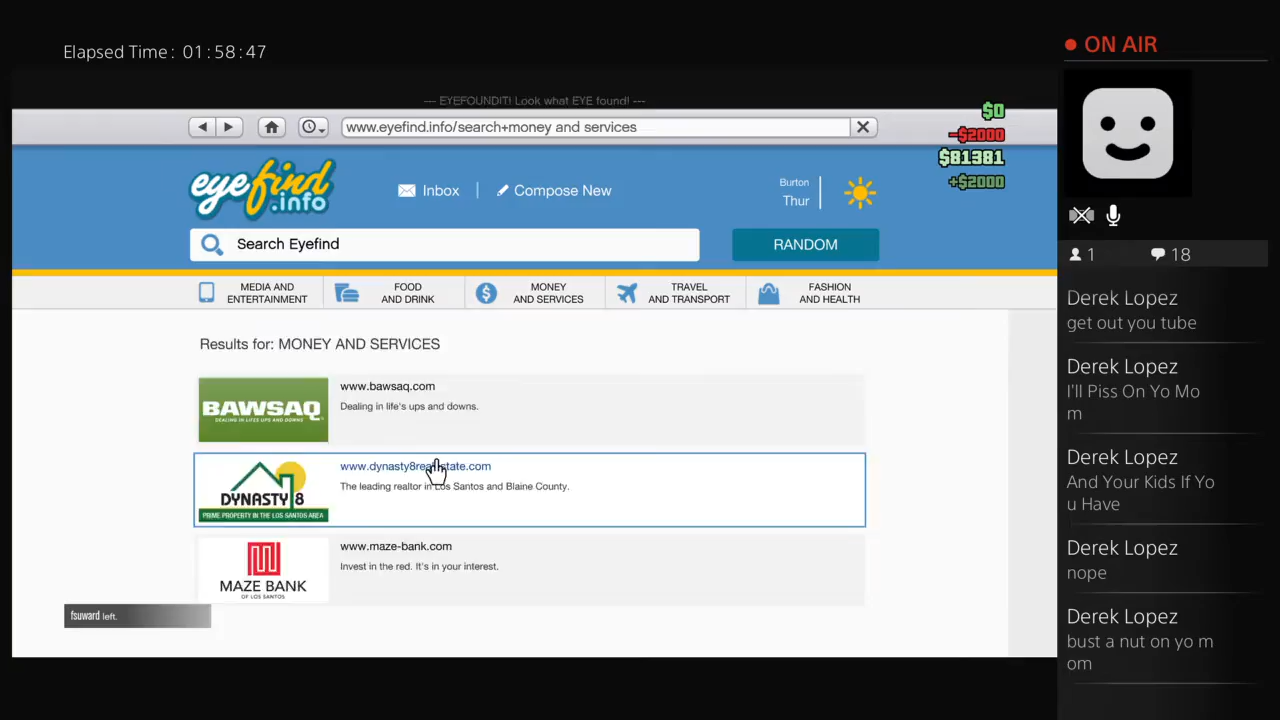 Elapsed Time: 01:58:47
ON AIR
--- EYEFOUNDIT! Look what EYE found! ---
www.eyefind.info/search+money and services
$0
-$2000
$81381
+$2000
eyefind
.info
Inbox
Compose New
Burton
Thur
Search Eyefind
RANDOM
MEDIA AND
ENTERTAINMENT
FOOD
AND DRINK
MONEY
AND SERVICES
TRAVEL
AND TRANSPORT
FASHION
AND HEALTH
Results for: MONEY AND SERVICES
BAWSAQ
DEALING IN LIFE'S UPS AND DOWNS
www.bawsaq.com
Dealing in life's ups and downs.
DYNASTY 8
PRIME PROPERTY IN THE LOS SANTOS AREA
www.dynasty8realestate.com
The leading realtor in Los Santos and Blaine County.
MAZE BANK
OF LOS SANTOS
www.maze-bank.com
Invest in the red. It's in your interest.
fsuward left.
1
18
Derek Lopez
get out you tube
Derek Lopez
I'll Piss On Yo Mo
m
Derek Lopez
And Your Kids If Yo
u Have
Derek Lopez
nope
Derek Lopez
bust a nut on yo m
om